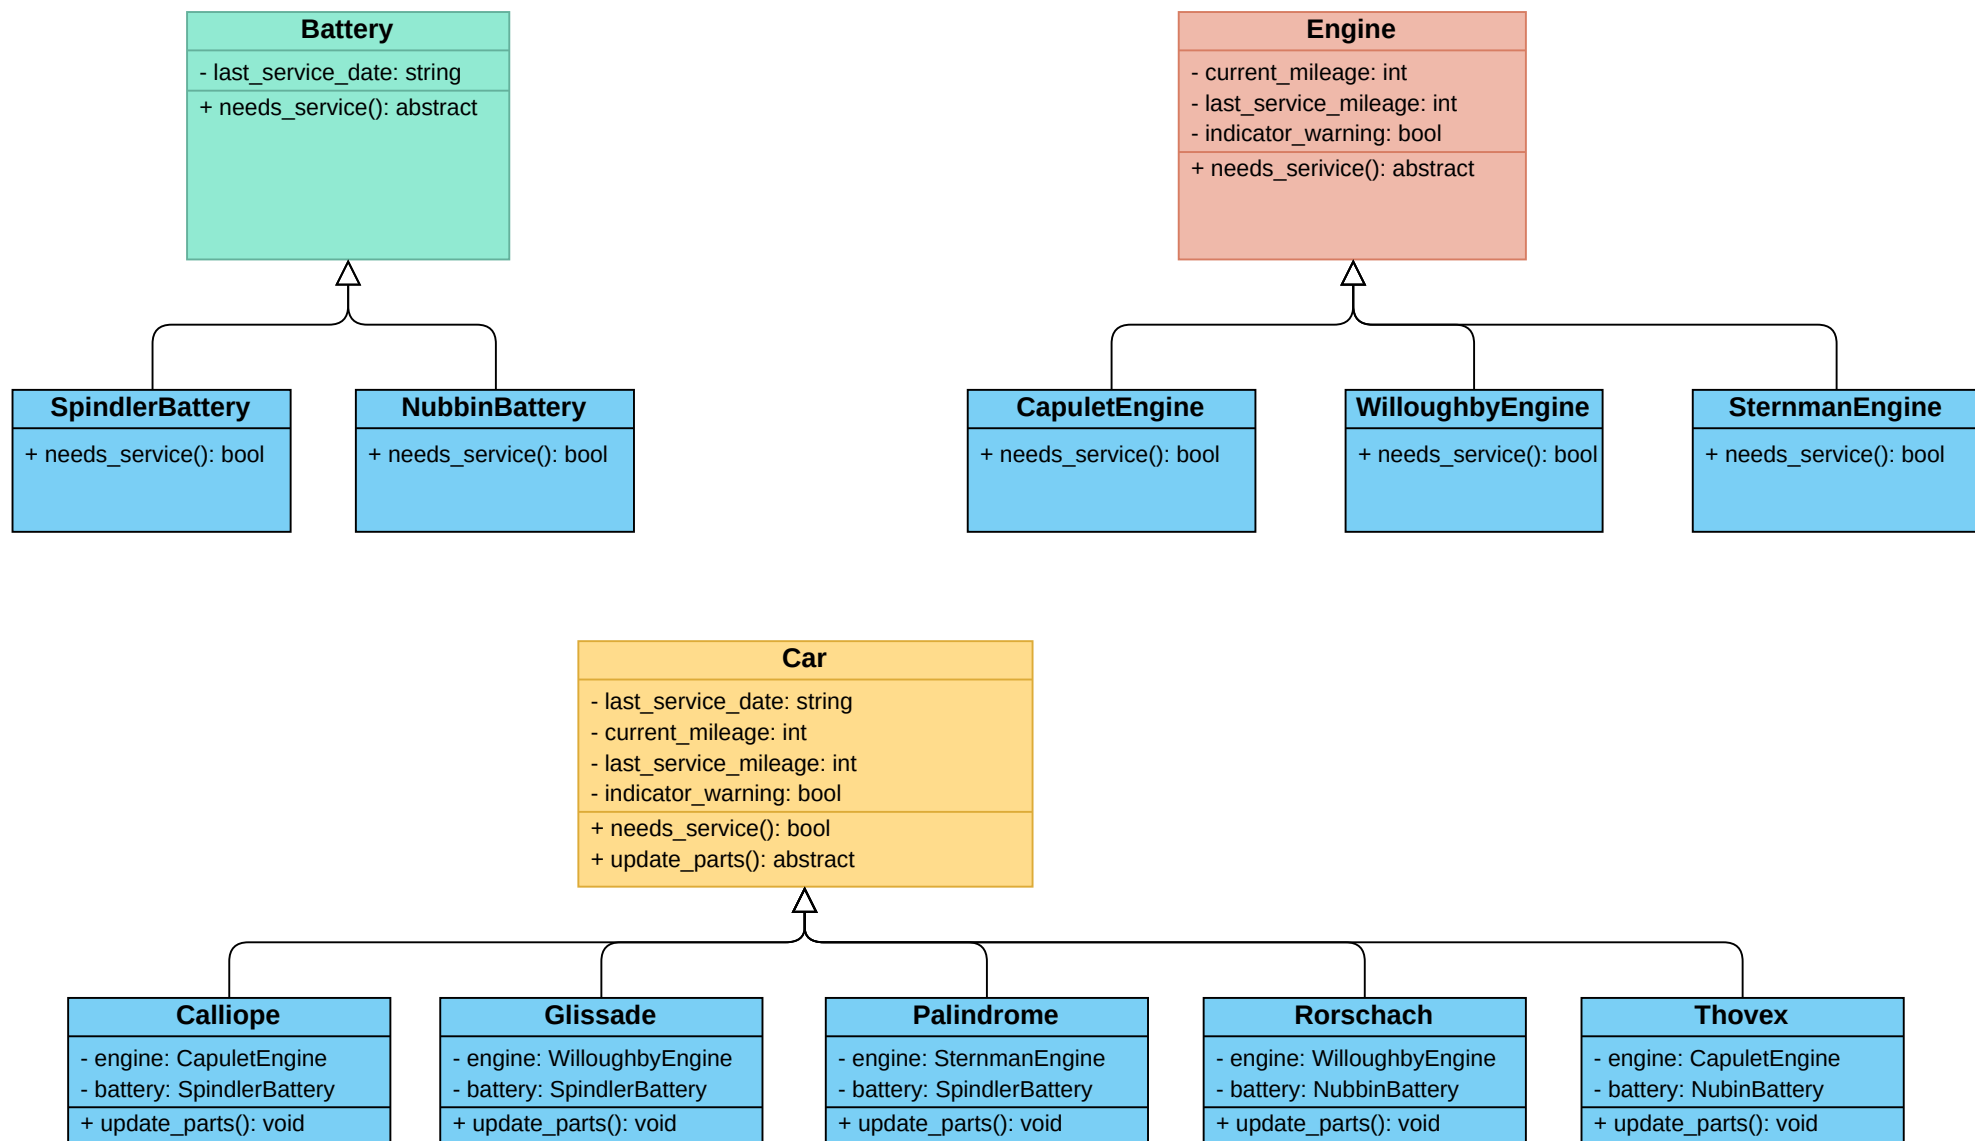 Battery
- last_service_date: string
+ needs_service(): abstract
Engine
- current_mileage: int
- last_service_mileage: int
- indicator_warning: bool
+ needs_serivice(): abstract
SpindlerBattery
+ needs_service(): bool
NubbinBattery
+ needs_service(): bool
CapuletEngine
+ needs_service(): bool
WilloughbyEngine
+ needs_service(): bool
SternmanEngine
+ needs_service(): bool
Car
- last_service_date: string
- current_mileage: int
- last_service_mileage: int
- indicator_warning: bool
+ needs_service(): bool
+ update_parts(): abstract
Calliope
- engine: CapuletEngine
- battery: SpindlerBattery
+ update_parts(): void
Glissade
- engine: WilloughbyEngine
- battery: SpindlerBattery
+ update_parts(): void
Palindrome
- engine: SternmanEngine
- battery: SpindlerBattery
+ update_parts(): void
Rorschach
- engine: WilloughbyEngine
- battery: NubbinBattery
+ update_parts(): void
Thovex
- engine: CapuletEngine
- battery: NubinBattery
+ update_parts(): void